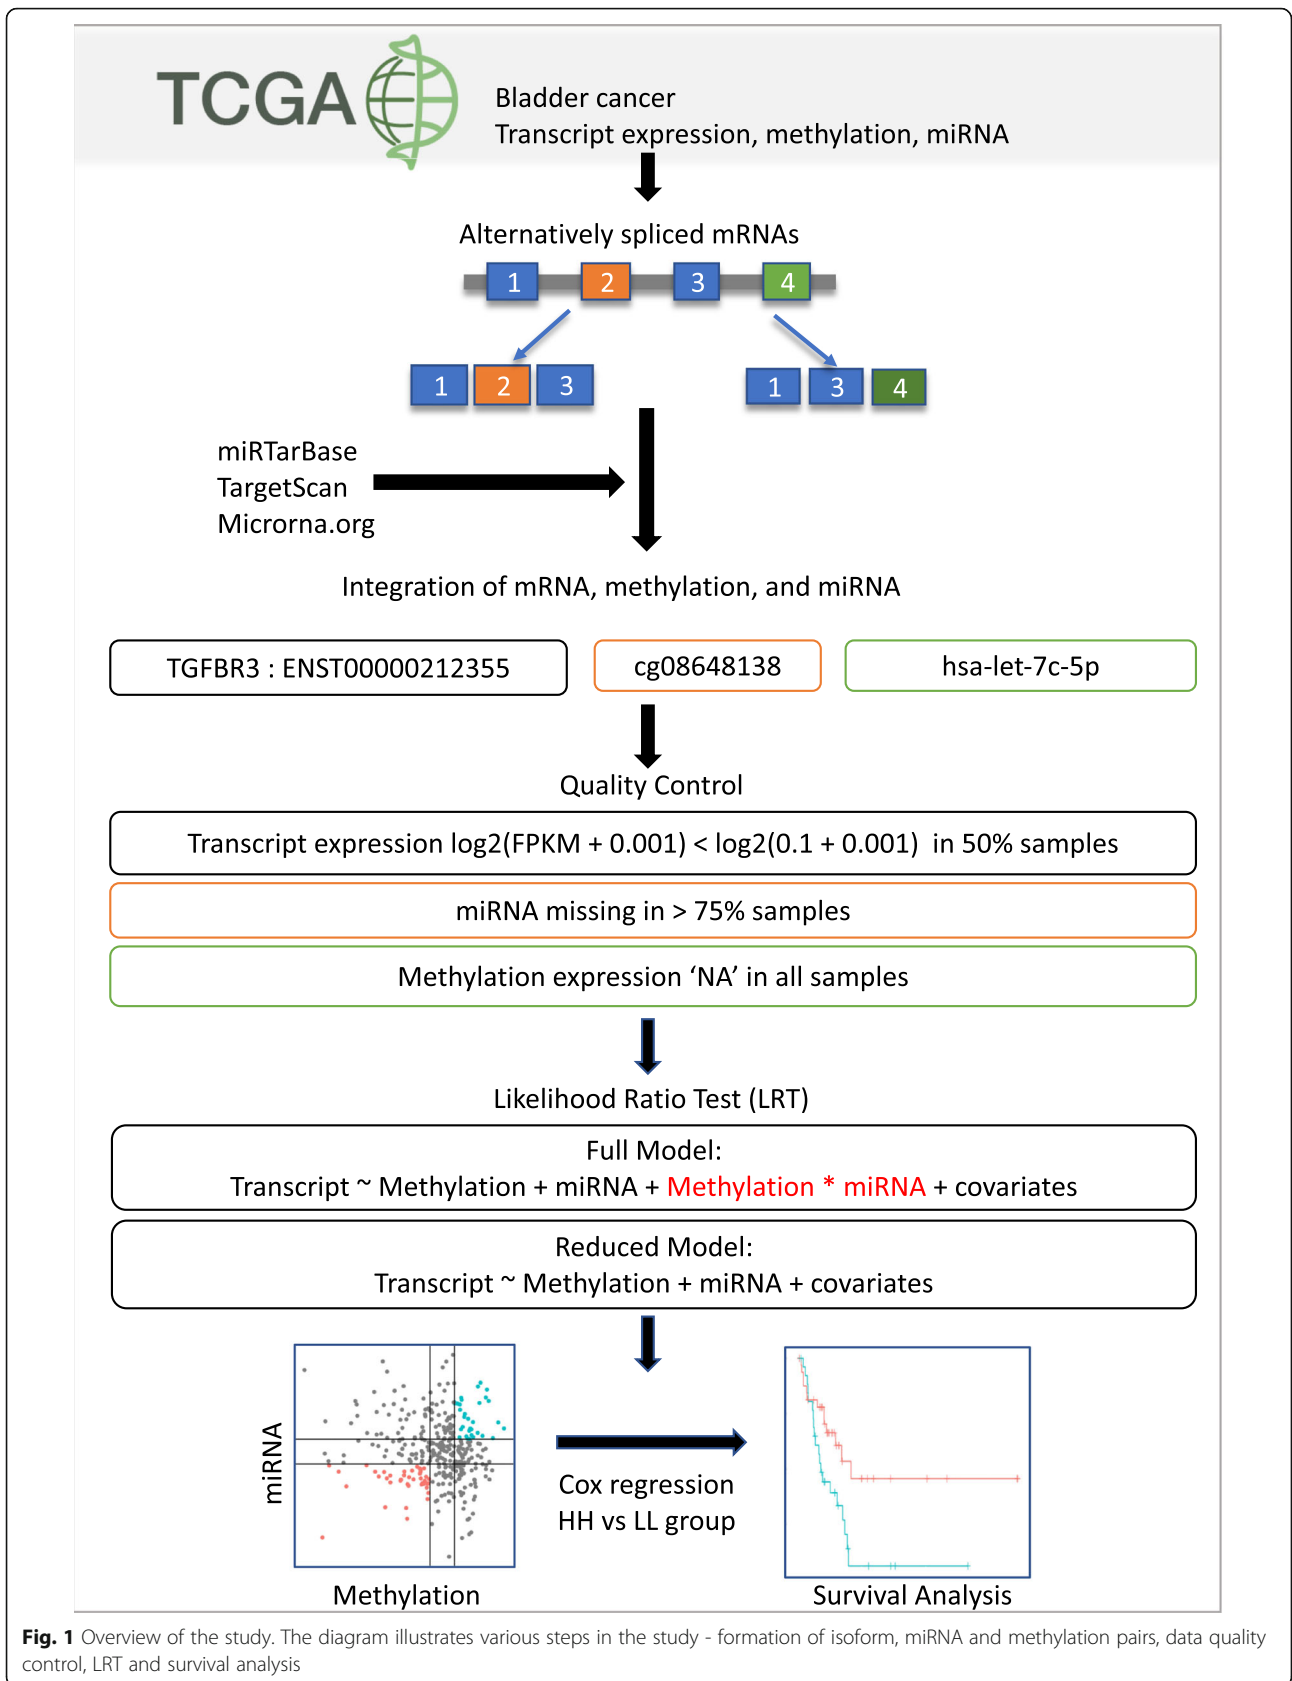 TCGA
Bladder cancer
Transcript expression, methylation, miRNA
Alternatively spliced mRNAs
1 2 3 4
1 2 3
1 3 4
miRTarBase
TargetScan
Microrna.org
Integration of mRNA, methylation, and miRNA
TGFBR3 : ENST00000212355
cg08648138
hsa-let-7c-5p
Quality Control
Transcript expression log2(FPKM + 0.001) < log2(0.1 + 0.001) in 50% samples
miRNA missing in > 75% samples
Methylation expression ‘NA’ in all samples
Likelihood Ratio Test (LRT)
Full Model:
Transcript ~ Methylation + miRNA + Methylation * miRNA + covariates
Reduced Model:
Transcript ~ Methylation + miRNA + covariates
miRNA
Methylation
Cox regression
HH vs LL group
Survival Analysis
Fig. 1 Overview of the study. The diagram illustrates various steps in the study - formation of isoform, miRNA and methylation pairs, data quality
control, LRT and survival analysis